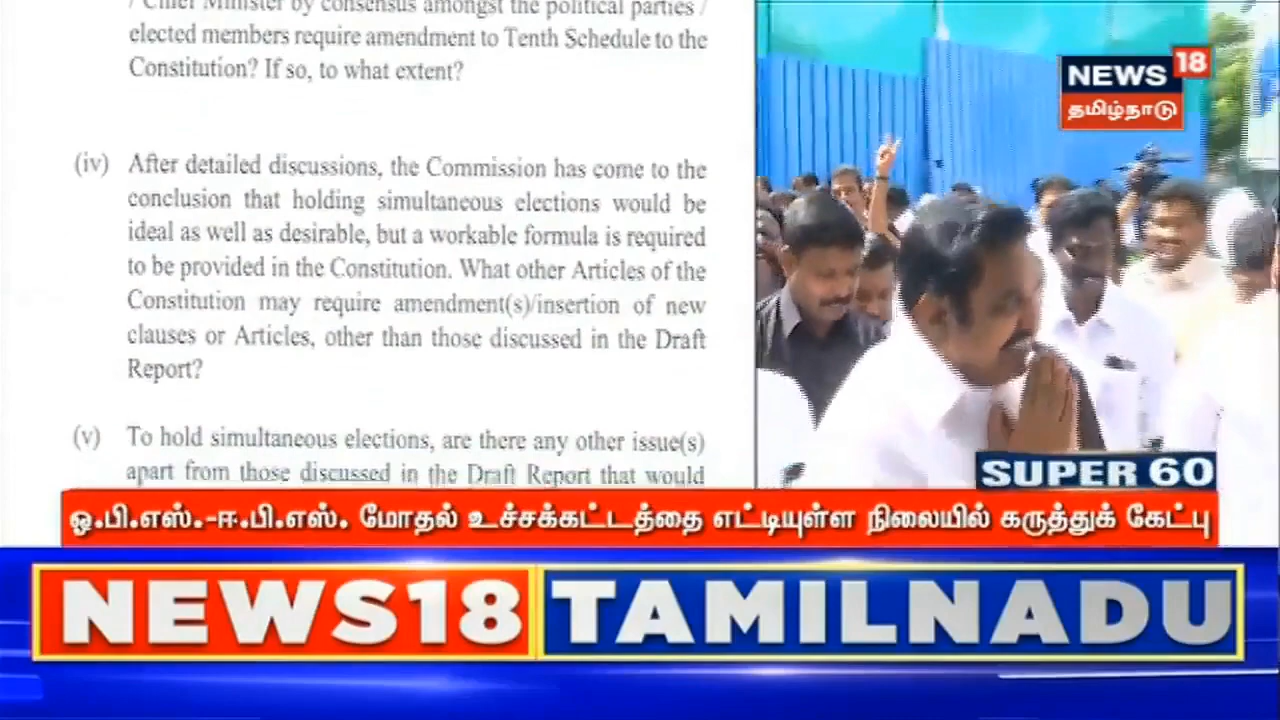 / Chief Minister by consensus amongst the political parties /
elected members require amendment to Tenth Schedule to the
Constitution? If so, to what extent?
(iv) After detailed discussions, the Commission has come to the
conclusion that holding simultaneous elections would be
ideal as well as desirable, but a workable formula is required
to be provided in the Constitution. What other Articles of the
Constitution may require amendment(s)/insertion of new
clauses or Articles, other than those discussed in the Draft
Report?
(v) To hold simultaneous elections, are there any other issue(s)
apart from those discussed in the Draft Report that would
NEWS 18
தமிழ்நாடு
SUPER 60
ஓ.பி.எஸ்.-ஈ.பி.எஸ். மோதல் உச்சக்கட்டத்தை எட்டியுள்ள நிலையில் கருத்துக் கேட்பு
NEWS18 TAMILNADU